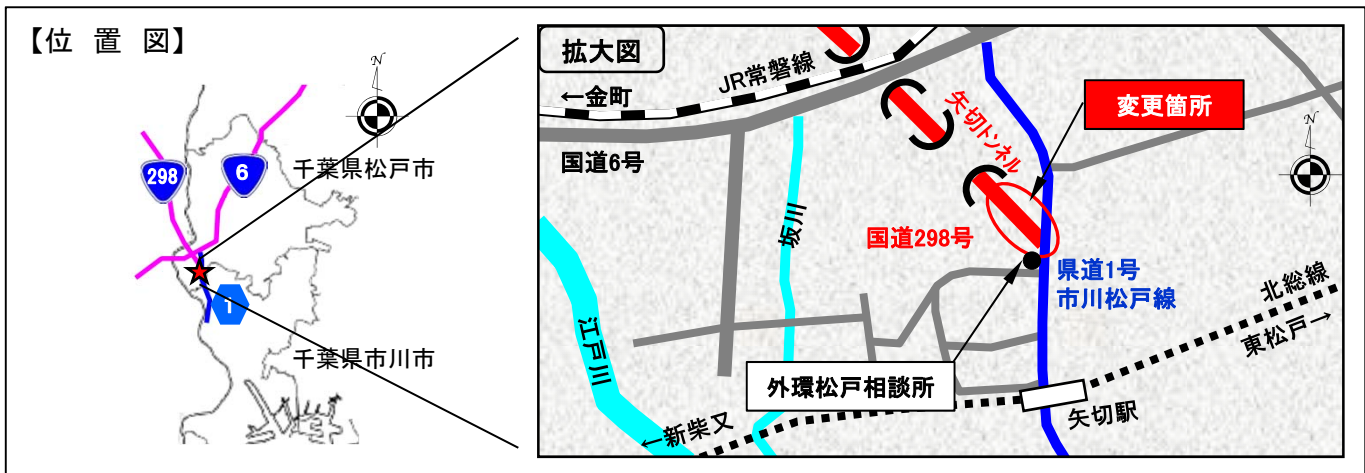 【位 置 図】
N
298
6
千葉県松戸市
1
千葉県市川市
拡大図
JR常磐線
←金町
国道6号
矢切トンネル
変更箇所
N
坂川
国道298号
県道1号
市川松戸線
北総線
東松戸→
江戸川
外環松戸相談所
矢切駅
←新柴又